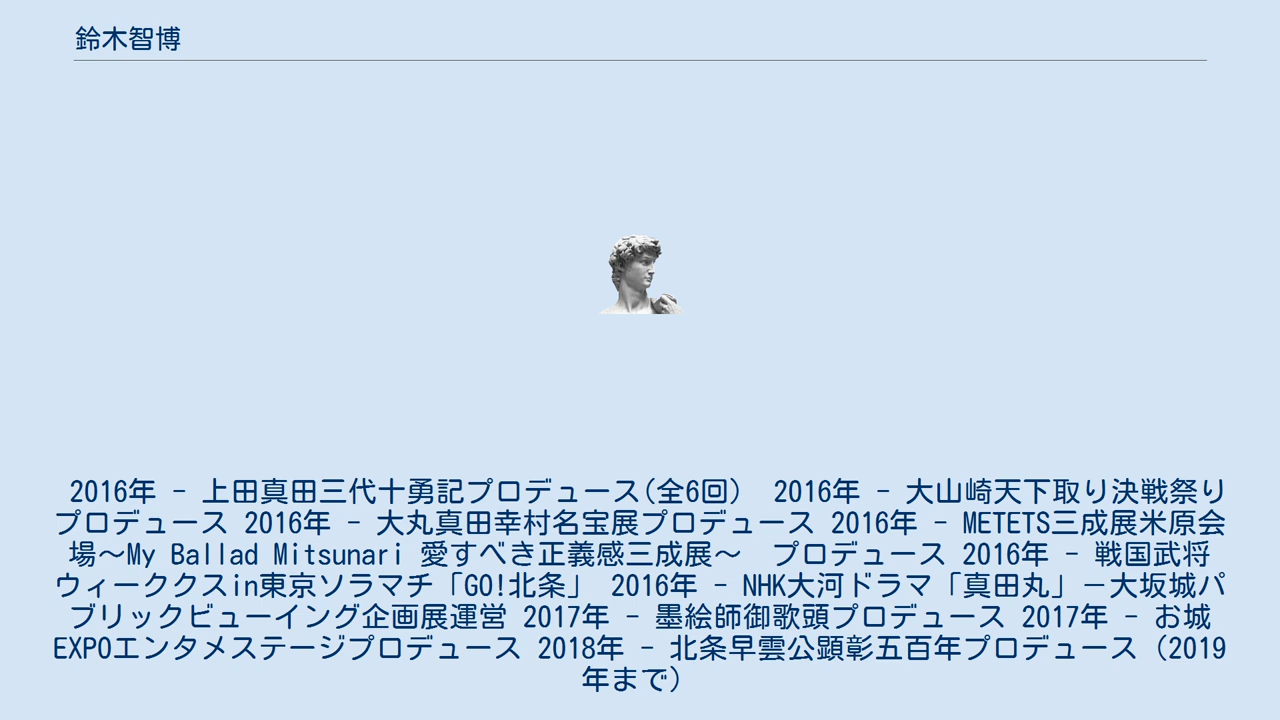 鈴木智博
2016年 - 上田真田三代十勇記プロデュース(全6回)　2016年 - 大山崎天下取り決戦祭り
プロデュース 2016年 - 大丸真田幸村名宝展プロデュース 2016年 - METETS三成展米原会
場〜My Ballad Mitsunari 愛すべき正義感三成展〜　プロデュース 2016年 - 戦国武将
ウィーククスin東京ソラマチ「GO!北条」 2016年 - NHK大河ドラマ「真田丸」－大坂城パ
ブリックビューイング企画展運営 2017年 - 墨絵師御歌頭プロデュース 2017年 - お城
EXPOエンタメステージプロデュース 2018年 - 北条早雲公顕彰五百年プロデュース（2019
年まで）